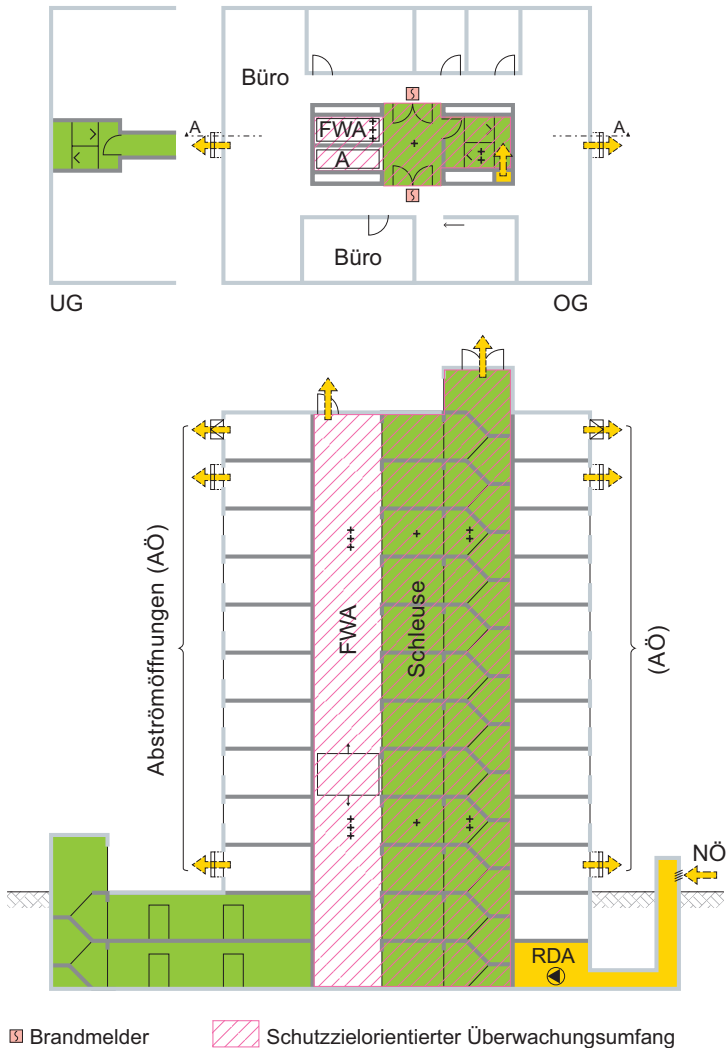 Büro
A
FWA
A
A
Büro
UG
OG
Abströmöffnungen (AÖ)
FWA
Schleuse
(AÖ)
NÖ
RDA
Brandmelder
Schutzzielorientierter Überwachungsumfang